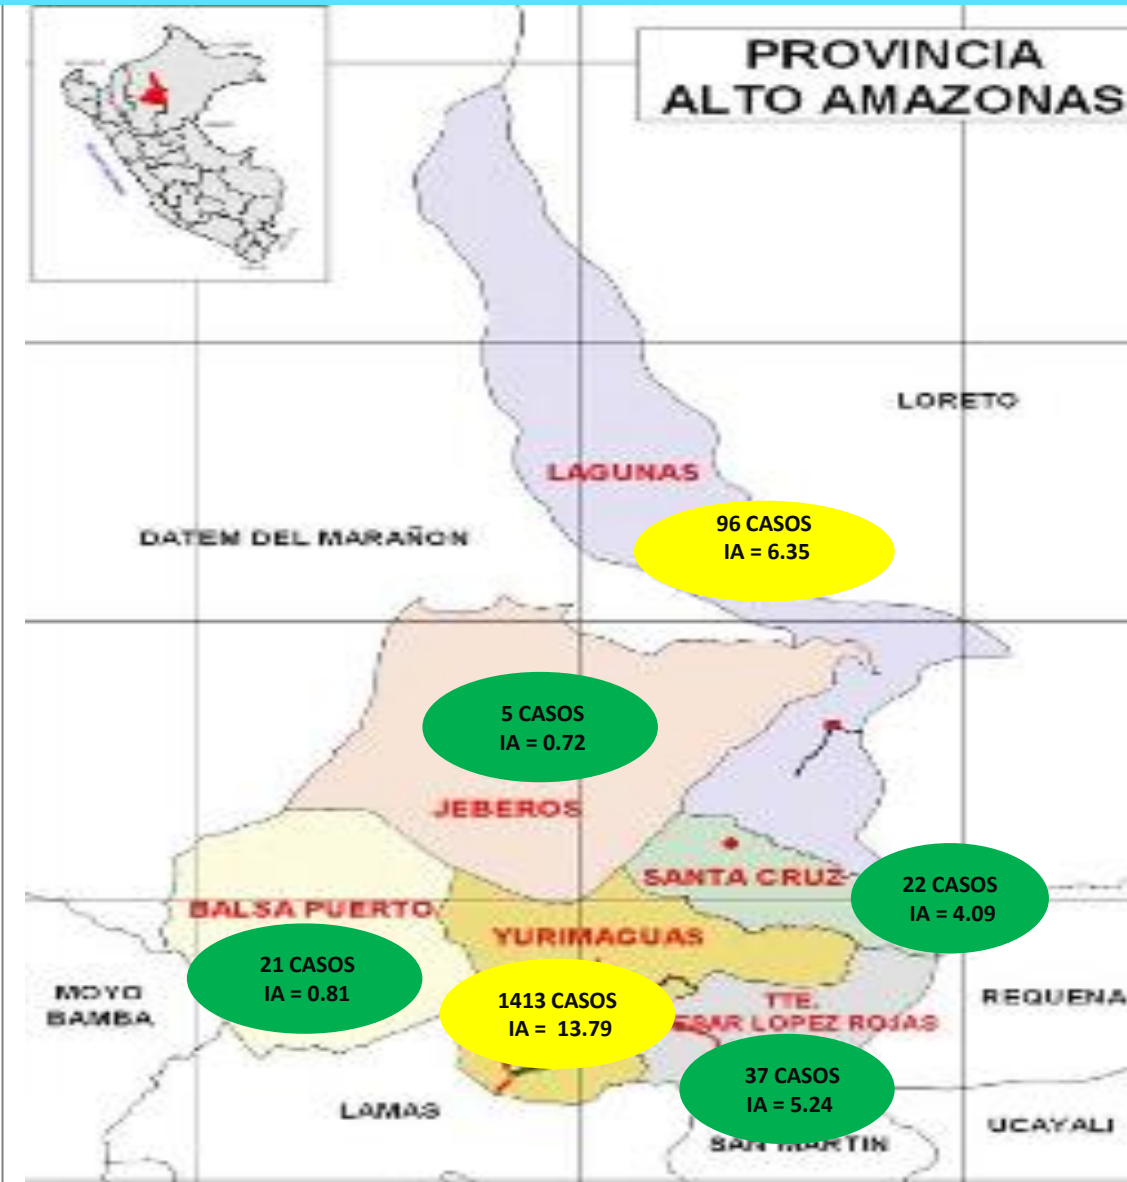 PROVINCIA
ALTO AMAZONAS
LORETO
LAGUNAS
96 CASOS
IA = 6.35
DATEM DEL MARAÑON
5 CASOS
IA = 0.72
JEBEROS
SANTA CRUZ
22 CASOS
IA = 4.09
BALSA PUERTO
YURIMAGUAS
21 CASOS
IA = 0.81
MOYO
BAMBA
1413 CASOS
IA = 13.79
TTE.
LOPEZ ROJAS
REQUENA
37 CASOS
IA = 5.24
LAMAS
UCAYALI
SAN MARTIN